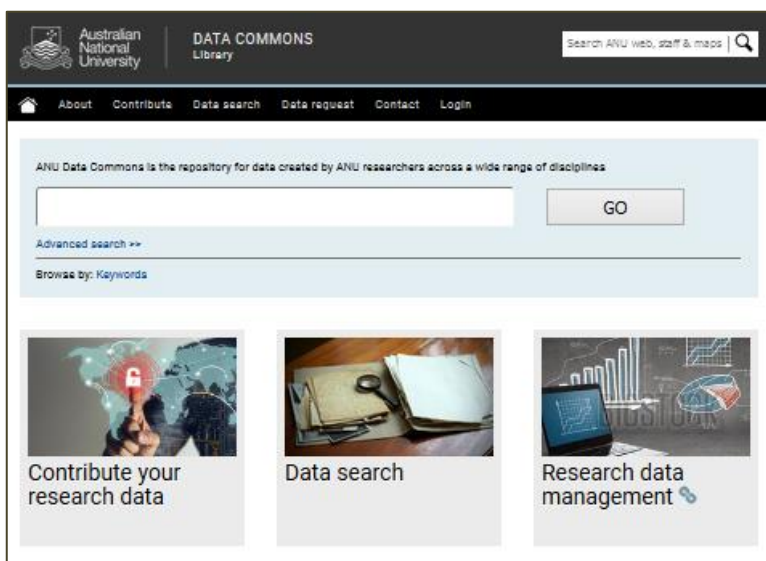 Australian
National
University
DATA COMMONS
Library
Search ANU web, staff & maps
About Contribute Data search Data request Contact Login
ANU Data Commons is the repository for data created by ANU researchers across a wide range of disciplines
GO
Advanced search >>
Browse by: Keywords
Contribute your
research data
Data search
Research data
management